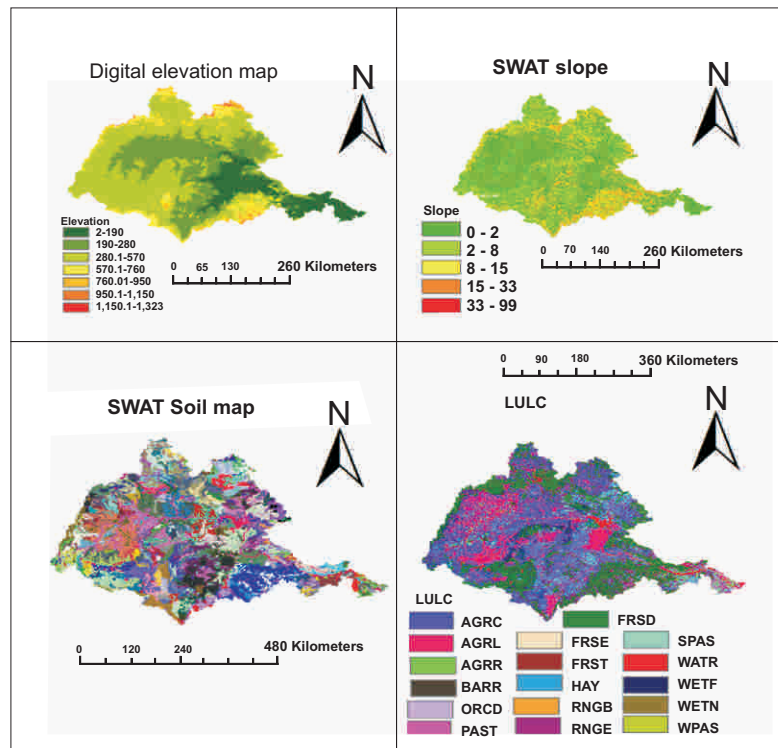 Digital elevation map
N
Elevation
2-190
190-280
280.1-570
570.1-760
760.01-950
950.1-1,150
1,150.1-1,323
0 65 130 260 Kilometers
SWAT slope
N
Slope
0 - 2
2 - 8
8 - 15
15 - 33
33 - 99
0 70 140 260 Kilometers
SWAT Soil map
N
0 120 240 480 Kilometers
0 90 180 360 Kilometers
LULC
N
LULC
AGRC
AGRL
AGRR
BARR
ORCD
PAST
FRSE
FRST
HAY
RNGB
RNGE
FRSD
SPAS
WATR
WETF
WETN
WPAS